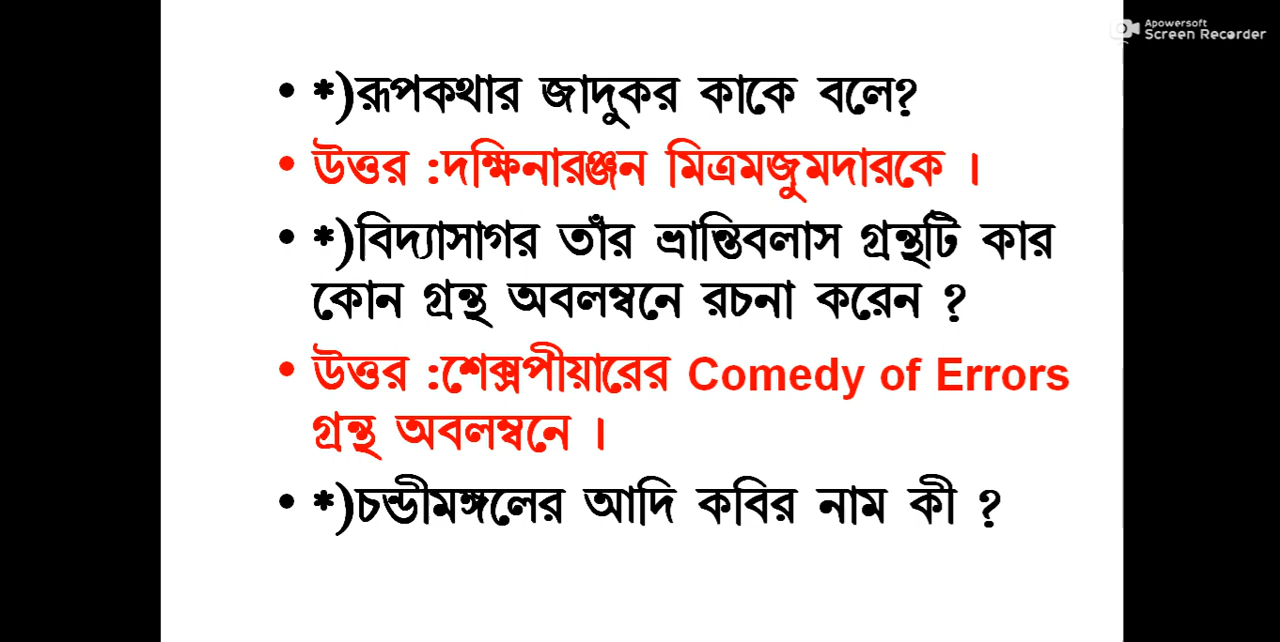 Apowersoft
Screen Recorder
• *)রূপকথার জাদুকর কাকে বলে?
• উত্তর :দক্ষিনারঞ্জন মিত্রমজুমদারকে ।
• *)বিদ্যাসাগর তাঁর ভ্রান্তিবলাস গ্রন্থটি কার
কোন গ্রন্থ অবলম্বনে রচনা করেন ?
• উত্তর :শেক্সপীয়ারের Comedy of Errors
গ্রন্থ অবলম্বনে ।
• *)চন্ডীমঙ্গলের আদি কবির নাম কী ?